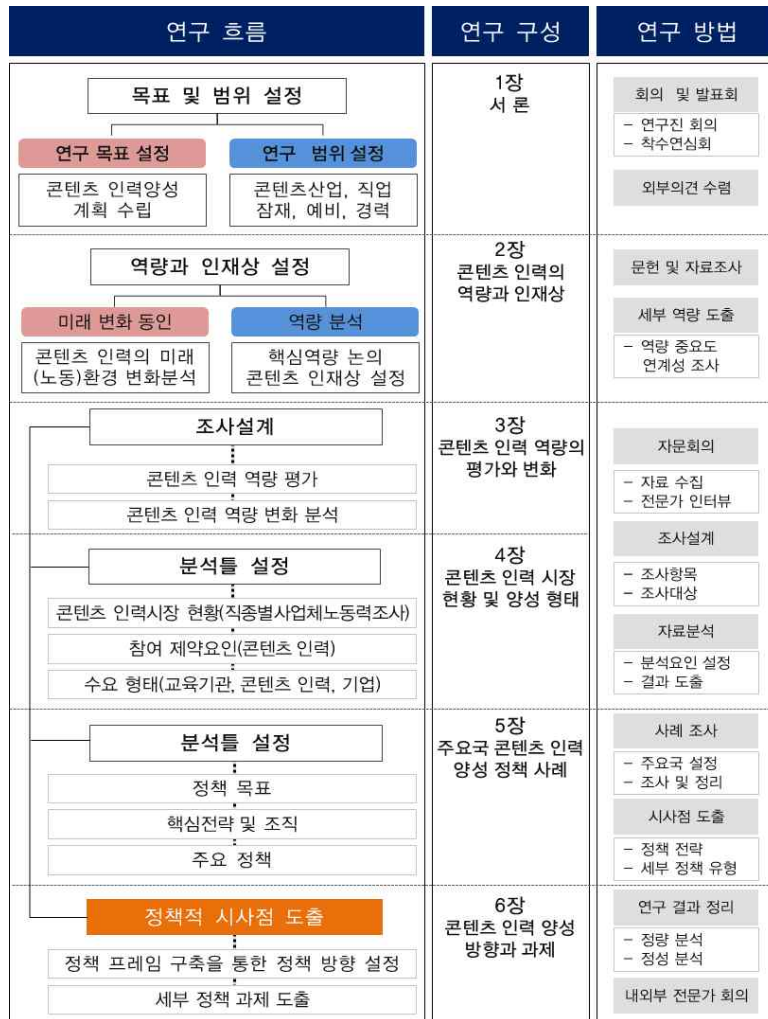 연구 흐름
연구 구성
연구 방법
목표 및 범위 설정
연구 목표 설정
연구 범위 설정
콘텐츠 인력양성
계획 수립
콘텐츠산업, 직업
잠재, 예비, 경력
1장
서 론
회의 및 발표회
- 연구진 회의
- 착수연심회
외부의견 수렴
역량과 인재상 설정
미래 변화 동인
역량 분석
콘텐츠 인력의 미래
(노동)환경 변화분석
핵심역량 논의
콘텐츠 인재상 설정
2장
콘텐츠 인력의
역량과 인재상
문헌 및 자료조사
세부 역량 도출
- 역량 중요도
연계성 조사
조사설계
콘텐츠 인력 역량 평가
콘텐츠 인력 역량 변화 분석
3장
콘텐츠 인력 역량의
평가와 변화
자문회의
- 자료 수집
- 전문가 인터뷰
조사설계
- 조사항목
- 조사대상
자료분석
- 분석요인 설정
- 결과 도출
분석틀 설정
콘텐츠 인력시장 현황(직종별사업체노동력조사)
참여 제약요인(콘텐츠 인력)
수요 형태(교육기관, 콘텐츠 인력, 기업)
4장
콘텐츠 인력 시장
현황 및 양성 형태
분석틀 설정
정책 목표
핵심전략 및 조직
주요 정책
5장
주요국 콘텐츠 인력
양성 정책 사례
사례 조사
- 주요국 설정
- 조사 및 정리
시사점 도출
- 정책 전략
- 세부 정책 유형
정책적 시사점 도출
정책 프레임 구축을 통한 정책 방향 설정
세부 정책 과제 도출
6장
콘텐츠 인력 양성
방향과 과제
연구 결과 정리
- 정량 분석
- 정성 분석
내외부 전문가 회의